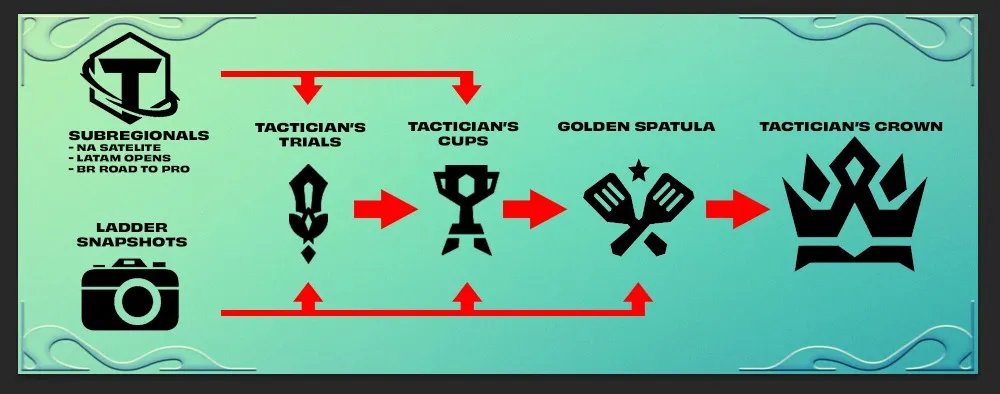 SUBREGIONALS
- NA SATELITE
- LATAM OPENS
- BR ROAD TO PRO
LADDER
SNAPSHOTS
TACTICIAN'S
TRIALS
TACTICIAN'S
CUPS
GOLDEN SPATULA
TACTICIAN'S CROWN